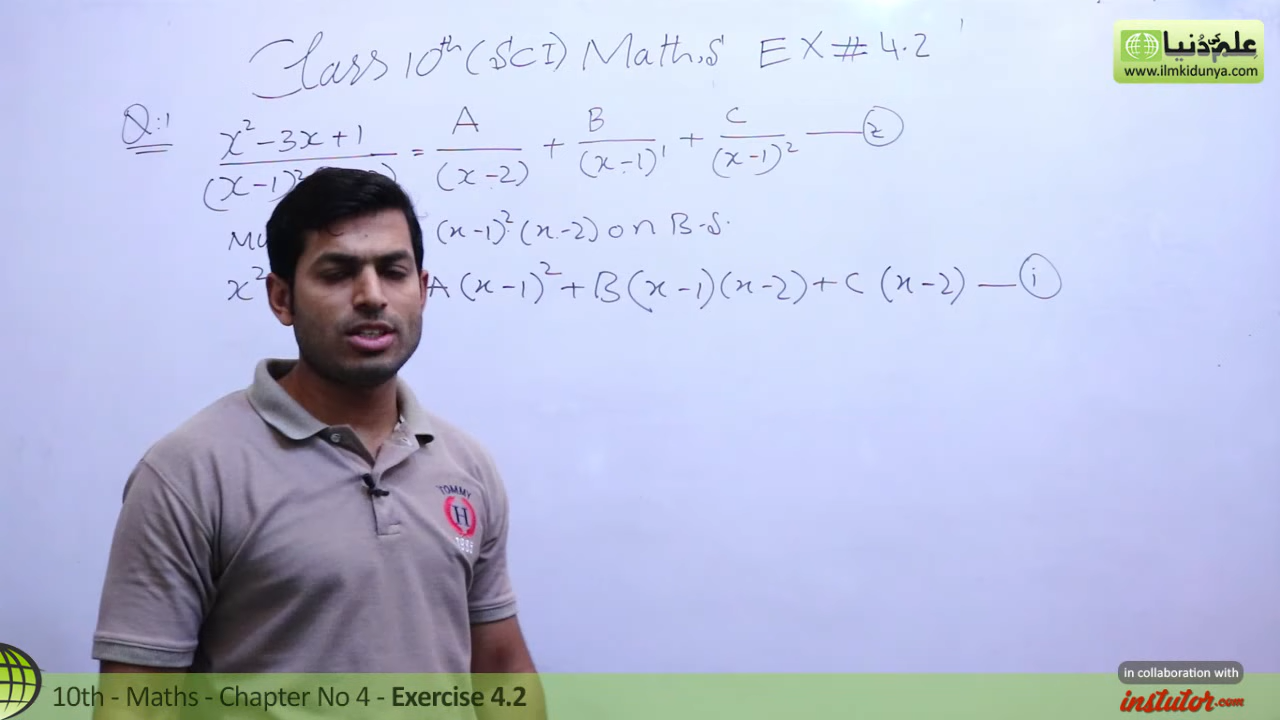 Class 10th (SCI) Maths EX # 4.2
علم کی دُنیا
www.ilmkidunya.com
Q:1 x² - 3x + 1 / (x-1)² = A / (x-2) + B / (x-1)¹ + C / (x-1)² — z
(x-1)² (x-2) on B.S.
x² A (x-1)² + B (x-1)(x-2) + C (x-2) — i
TOMMY
H
in collaboration with
10th - Maths - Chapter No 4 - Exercise 4.2
instutor.com